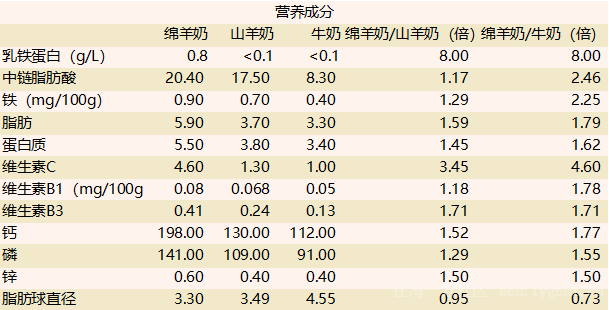 营养成分
绵羊奶 山羊奶 牛奶 绵羊奶/山羊奶（倍） 绵羊奶/牛奶（倍）
乳铁蛋白（g/L） 0.8 <0.1 <0.1 8.00 8.00
中链脂肪酸 20.40 17.50 8.30 1.17 2.46
铁（mg/100g） 0.90 0.70 0.40 1.29 2.25
脂肪 5.90 3.70 3.30 1.59 1.79
蛋白质 5.50 3.80 3.40 1.45 1.62
维生素C 4.60 1.30 1.00 3.45 4.60
维生素B1（mg/100g 0.08 0.068 0.05 1.18 1.78
维生素B3 0.41 0.24 0.13 1.71 1.71
钙 198.00 130.00 112.00 1.52 1.77
磷 141.00 109.00 91.00 1.29 1.55
锌 0.60 0.40 0.40 1.50 1.50
脂肪球直径 3.30 3.49 4.55 0.95 0.73